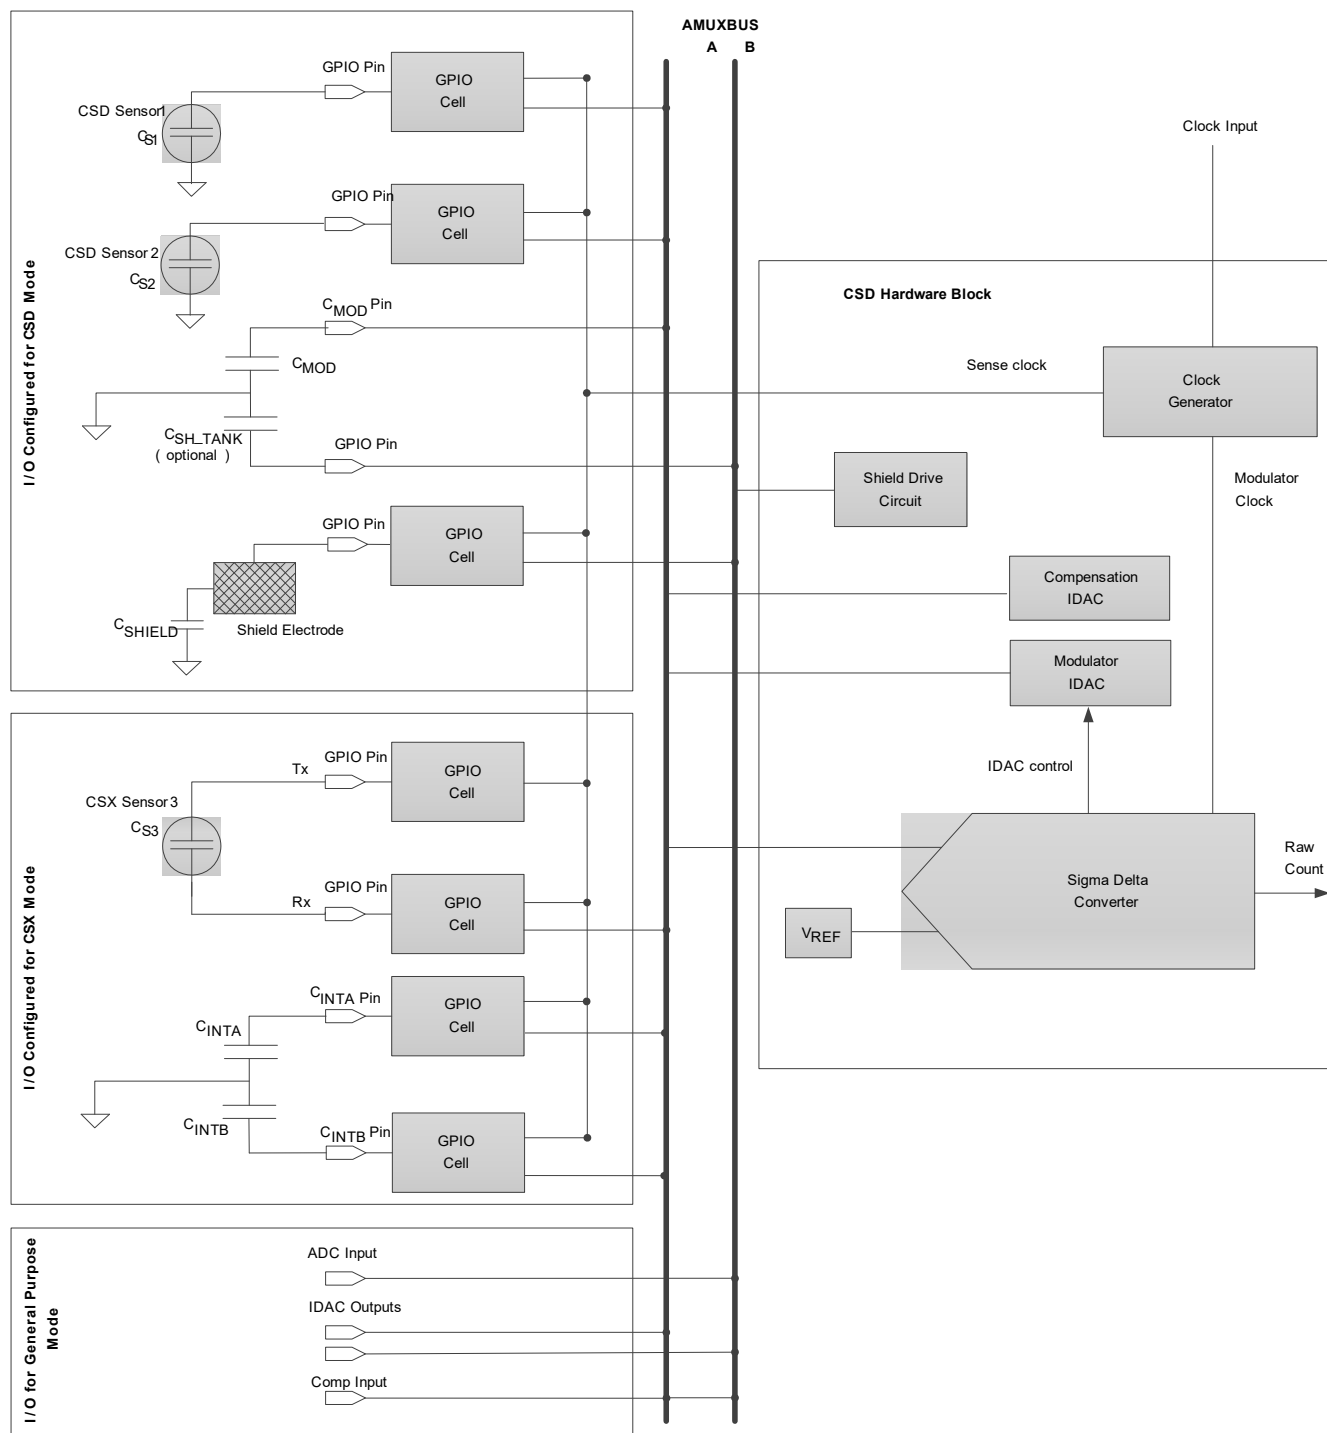 AMUXBUS
A B
I/O Configured for CSD Mode
GPIO Pin
GPIO
Cell
CSD Sensor1
CS1
GPIO Pin
GPIO
Cell
CSD Sensor 2
CS2
CMOD Pin
CMOD
CSH_TANK
( optional )
GPIO Pin
GPIO Pin
GPIO
Cell
CSHIELD
Shield Electrode
Clock Input
CSD Hardware Block
Sense clock
Clock
Generator
Shield Drive
Circuit
Modulator
Clock
Compensation
IDAC
Modulator
IDAC
IDAC control
Sigma Delta
Converter
Raw
Count
VREF
I/O Configured for CSX Mode
Tx
GPIO Pin
GPIO
Cell
CSX Sensor 3
CS3
Rx
GPIO Pin
GPIO
Cell
CINTA Pin
GPIO
Cell
CINTA
CINTB
CINTB Pin
GPIO
Cell
I/O for General Purpose
Mode
ADC Input
IDAC Outputs
Comp Input